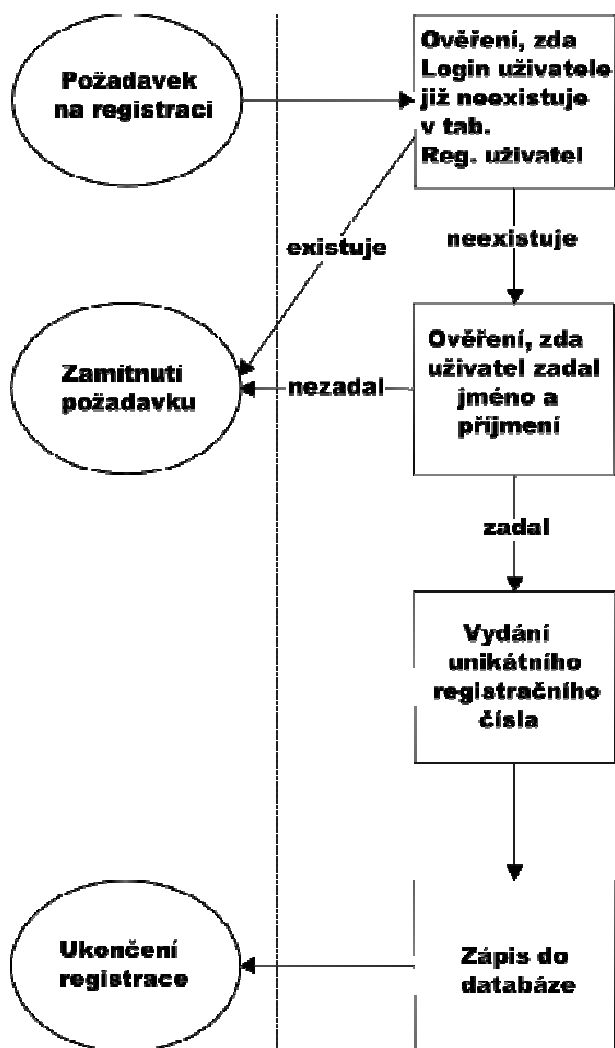 Požadavek
na registraci
Ověření, zda
Login uživatele
již neexistuje
v tab.
Reg. uživatel
existuje
neexistuje
Zamítnutí
požadavku
nezadal
Ověření, zda
uživatel zadal
jméno a
příjmení
zadal
Vydání
unikátního
registračního
čísla
Ukončení
registrace
Zápis do
databáze